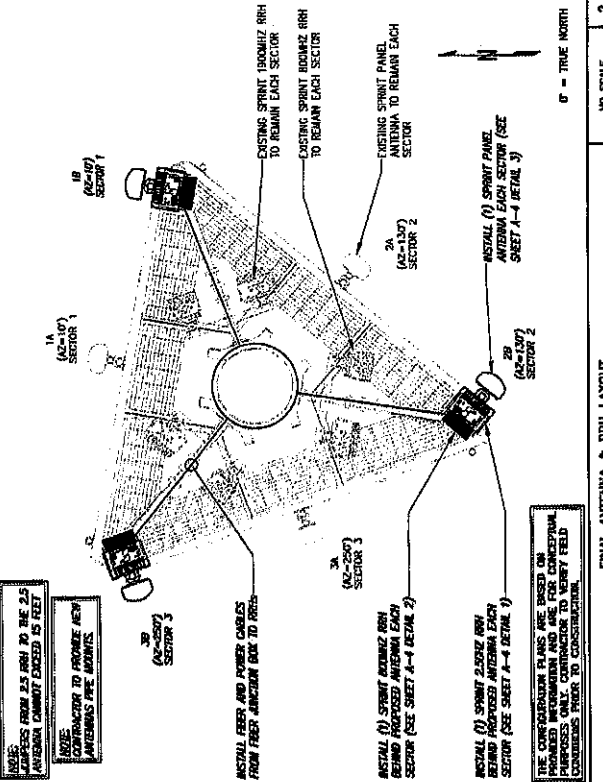 NOTE:
JUMPERS FROM 2.5 RRH TO THE 2.5
ANTENNA CANNOT EXCEED 15 FEET
NOTE:
CONTRACTOR TO PROVIDE NEW
ANTENNAS PIPE MOUNTS.
1A
(AZ=10°)
SECTOR 1
1B
(AZ=10°)
SECTOR 1
EXISTING SPRINT 1900MHZ RRH
TO REMAIN EACH SECTOR
EXISTING SPRINT 800MHZ RRH
TO REMAIN EACH SECTOR
EXISTING SPRINT PANEL
ANTENNA TO REMAIN EACH
SECTOR
2A
(AZ=130°)
SECTOR 2
3B
(AZ=250°)
SECTOR 3
3A
(AZ=250°)
SECTOR 3
INSTALL FIBER AND POWER CABLES
FROM FIBER JUNCTION BOX TO RRHs
INSTALL (1) SPRINT 800MHZ RRH
BEHIND PROPOSED ANTENNA EACH
SECTOR (SEE SHEET A-4 DETAIL 2)
INSTALL (1) SPRINT 2.5GHZ RRH
BEHIND PROPOSED ANTENNA EACH
SECTOR (SEE SHEET A-4 DETAIL 1)
INSTALL (1) SPRINT PANEL
ANTENNA EACH SECTOR (SEE
SHEET A-4 DETAIL 3)
2B
(AZ=130°)
SECTOR 2
N
0° = TRUE NORTH
THE CONFIGURATION PLANS ARE BASED ON
PROVIDED INFORMATION AND ARE FOR CONCEPTUAL
PURPOSES ONLY. CONTRACTOR TO VERIFY FIELD
CONDITIONS PRIOR TO CONSTRUCTION.
FINAL ANTENNA & RRH LAYOUT
NO SCALE
2